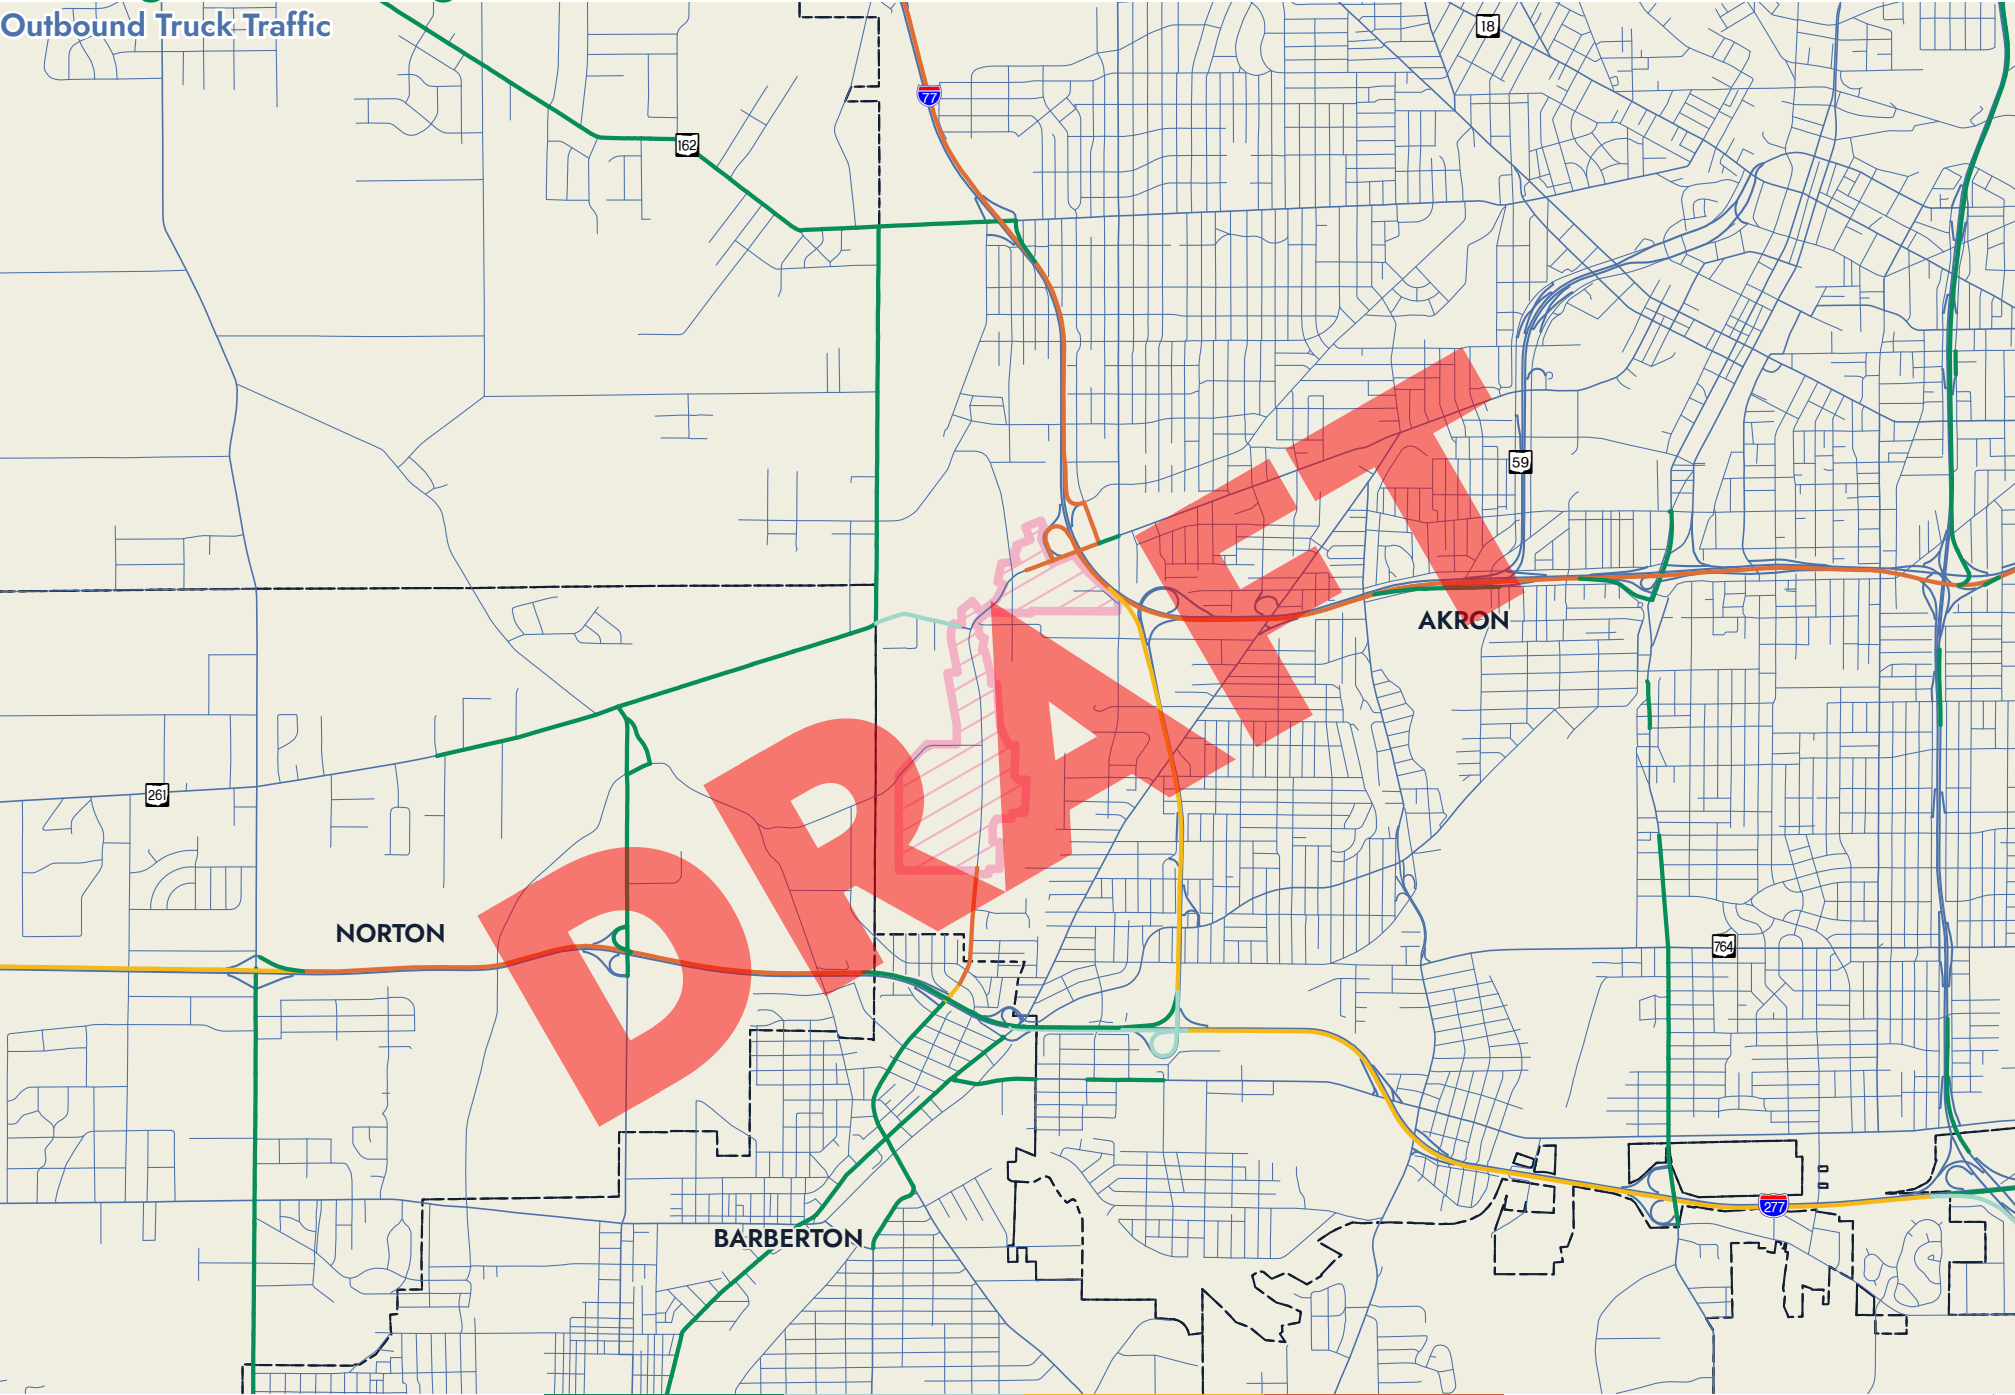 Outbound Truck Traffic
18
77
162
59
AKRON
261
DRAFT
NORTON
764
277
BARBERTON